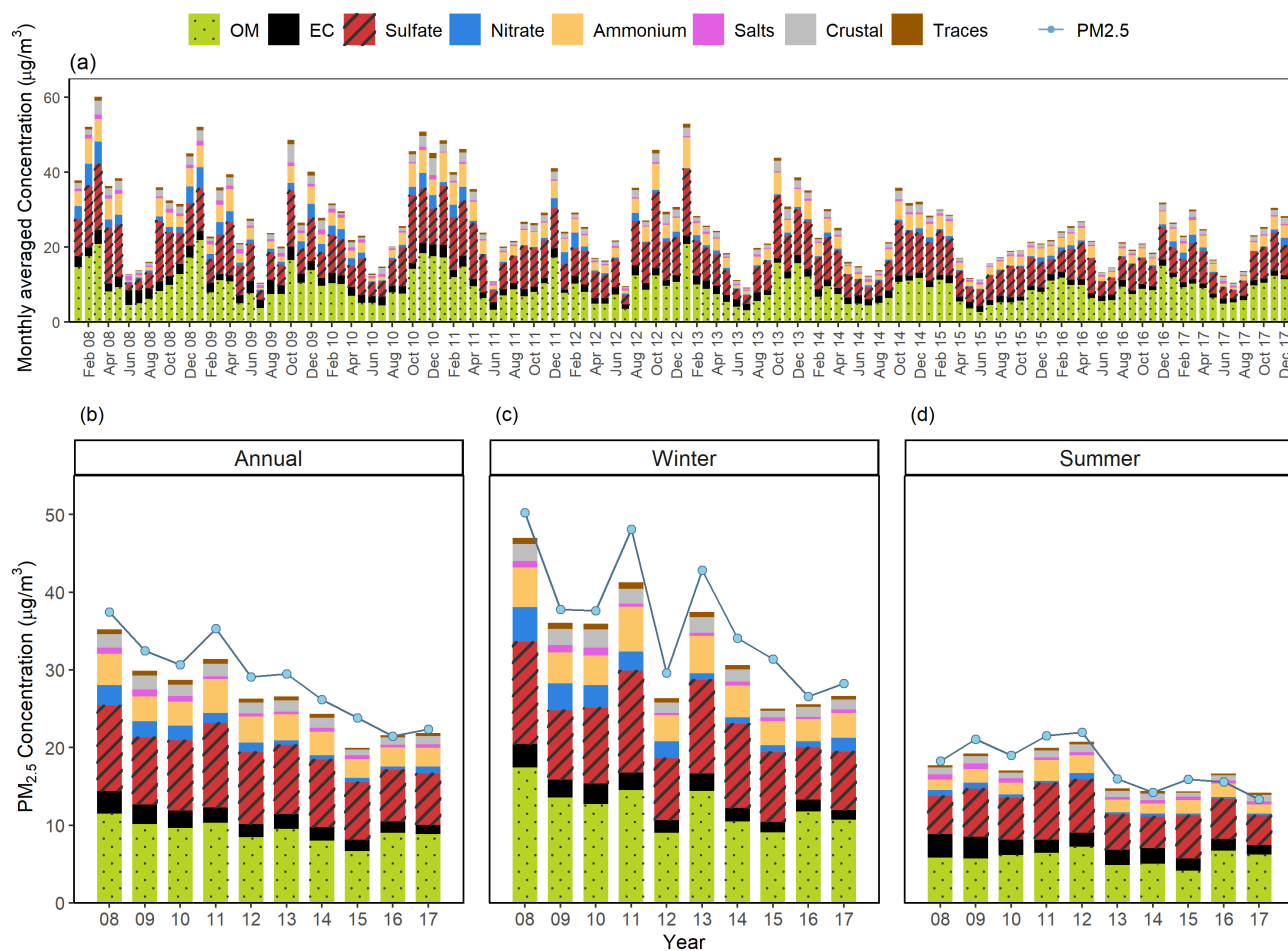 OM EC Sulfate Nitrate Ammonium Salts Crustal Traces PM2.5
(a)
Monthly averaged Concentration (μg/m³)
60
40
20
0
Feb 08 Apr 08 Jun 08 Aug 08 Oct 08 Dec 08 Feb 09 Apr 09 Jun 09 Aug 09 Oct 09 Dec 09 Feb 10 Apr 10 Jun 10 Aug 10 Oct 10 Dec 10 Feb 11 Apr 11 Jun 11 Aug 11 Oct 11 Dec 11 Feb 12 Apr 12 Jun 12 Aug 12 Oct 12 Dec 12 Feb 13 Apr 13 Jun 13 Aug 13 Oct 13 Dec 13 Feb 14 Apr 14 Jun 14 Aug 14 Oct 14 Dec 14 Feb 15 Apr 15 Jun 15 Aug 15 Oct 15 Dec 15 Feb 16 Apr 16 Jun 16 Aug 16 Oct 16 Dec 16 Feb 17 Apr 17 Jun 17 Aug 17 Oct 17 Dec 17
(b) (c) (d)
Annual Winter Summer
PM₂.₅ Concentration (μg/m³)
50
40
30
20
10
0
08 09 10 11 12 13 14 15 16 17 08 09 10 11 12 13 14 15 16 17 08 09 10 11 12 13 14 15 16 17
Year